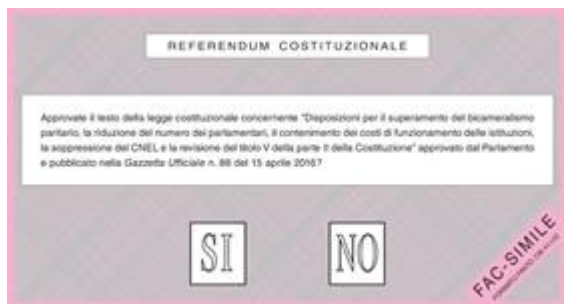 REFERENDUM COSTITUZIONALE
Approvate il testo della legge costituzionale concernente "Disposizioni per il superamento del bicameralismo
paritario, la riduzione del numero dei parlamentari, il contenimento dei costi di funzionamento delle istituzioni,
la soppressione del CNEL e la revisione del titolo V della parte II della Costituzione" approvato dal Parlamento
e pubblicato nella Gazzetta Ufficiale n. 88 del 15 aprile 2016?
SI
NO
FAC-SIMILE